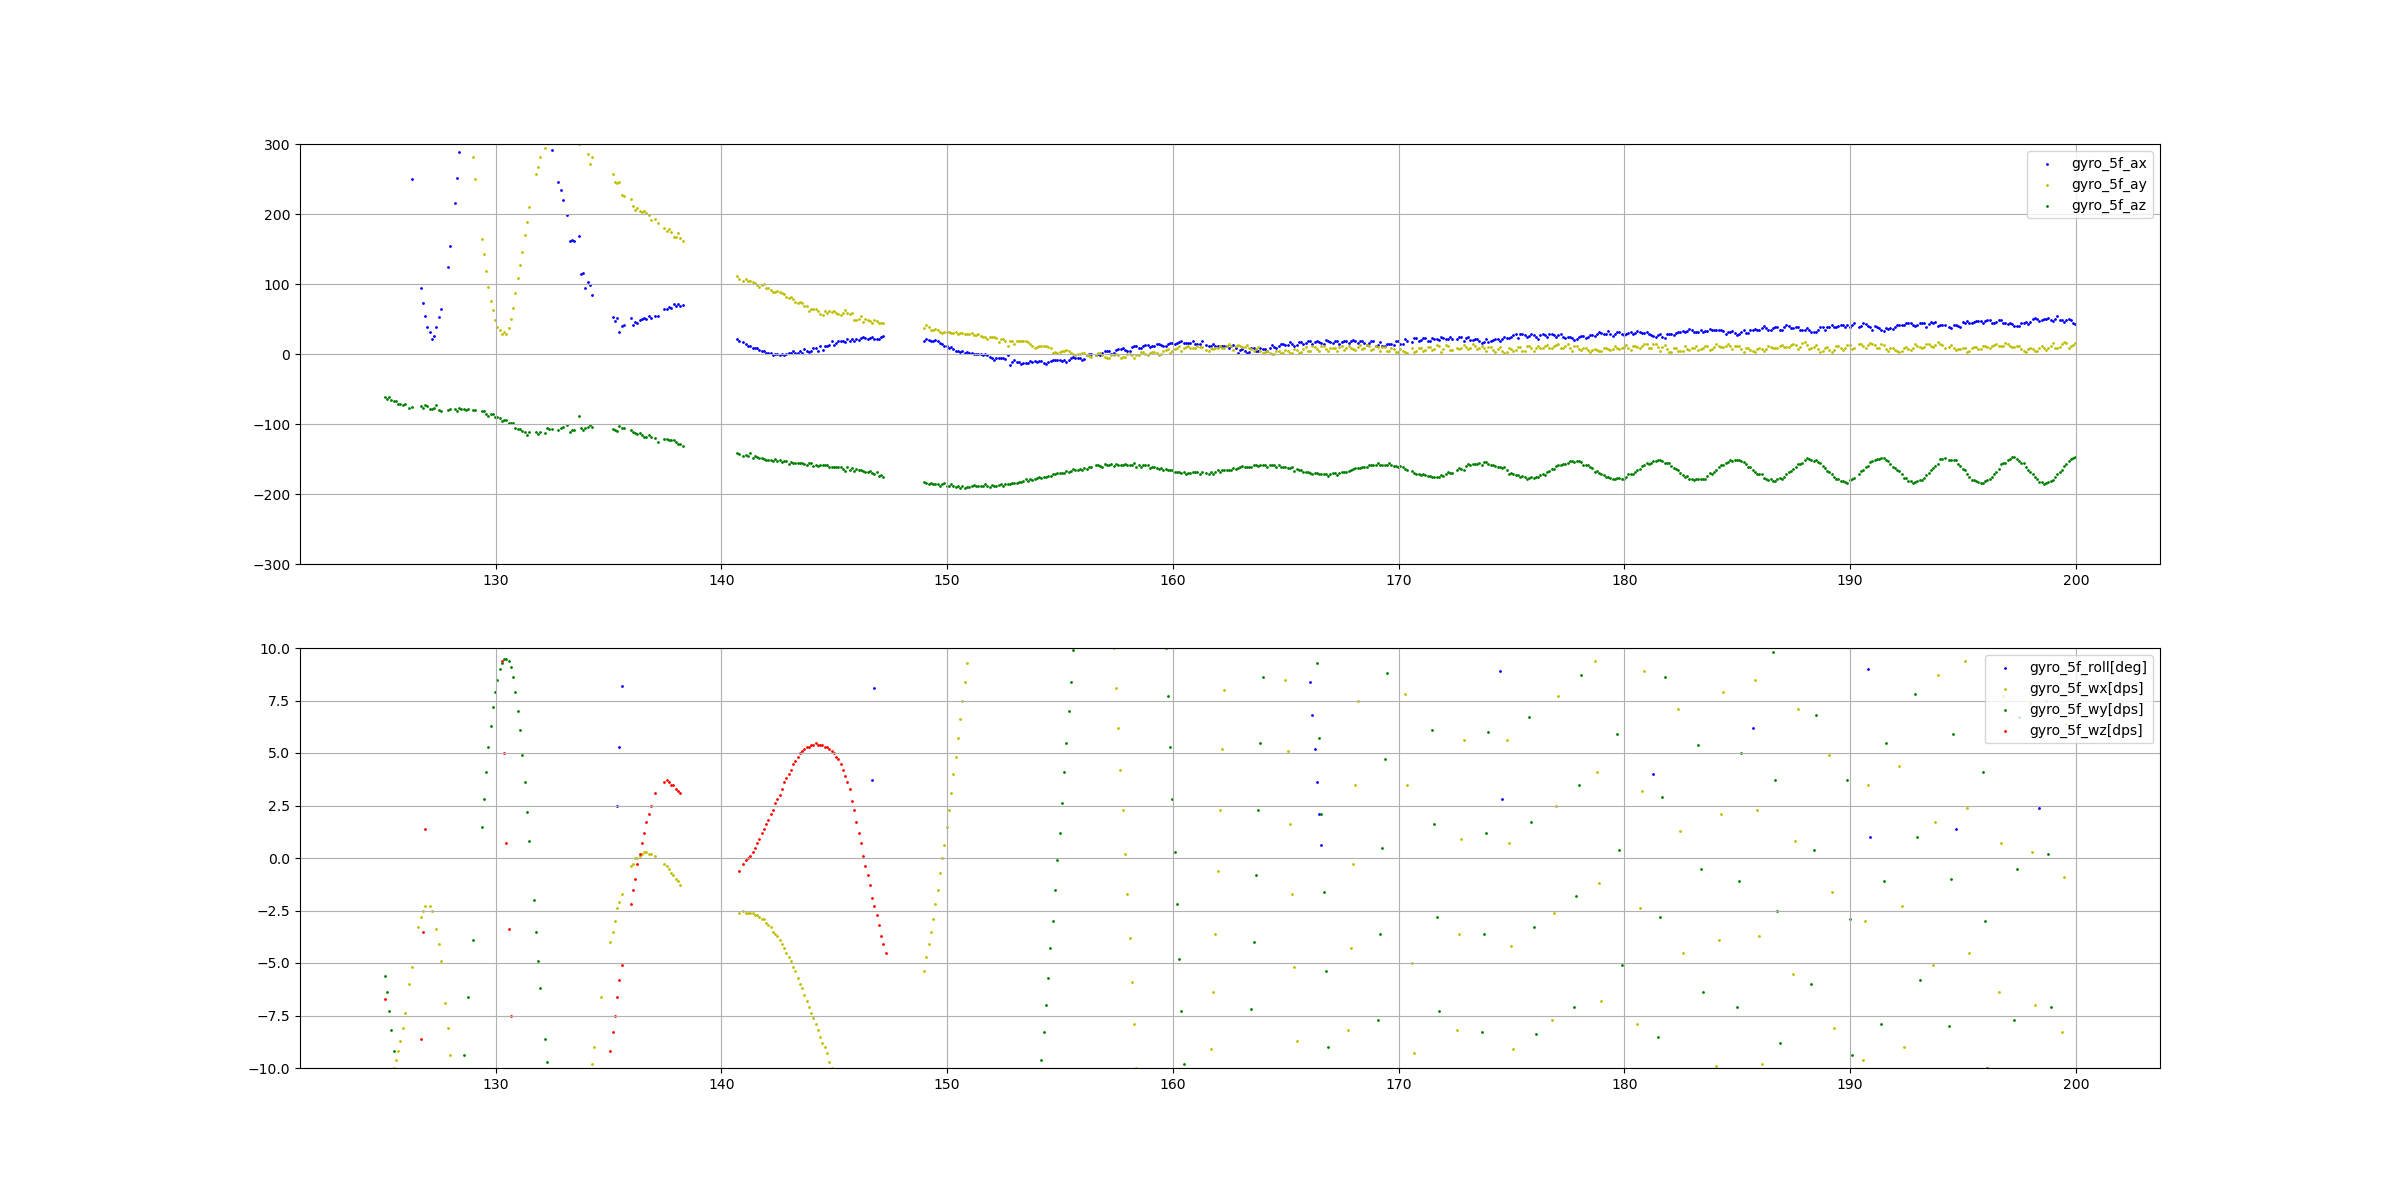 300
200
100
0
−100
−200
−300
130 140 150 160 170 180 190 200
gyro_5f_ax
gyro_5f_ay
gyro_5f_az
10.0
7.5
5.0
2.5
0.0
−2.5
−5.0
−7.5
−10.0
130 140 150 160 170 180 190 200
gyro_5f_roll[deg]
gyro_5f_wx[dps]
gyro_5f_wy[dps]
gyro_5f_wz[dps]